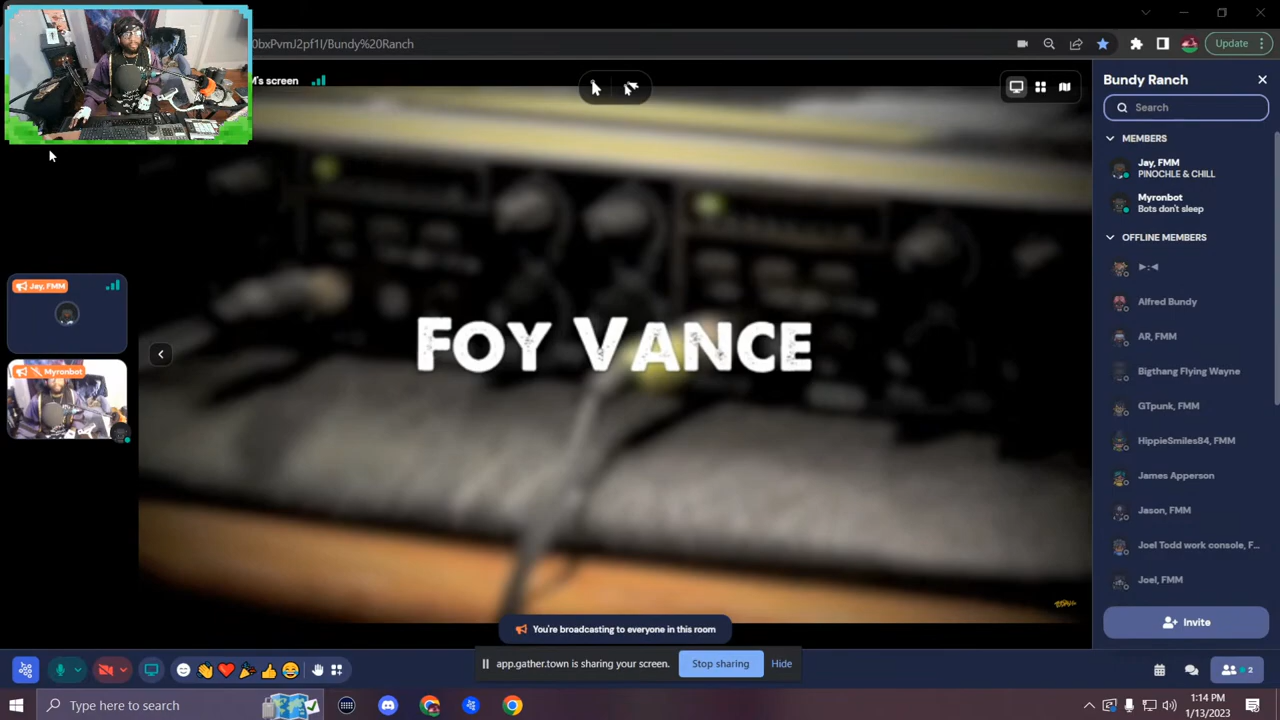 0bxPvmJ2pf1I/Bundy%20Ranch
Update
M's screen
Bundy Ranch
Search
MEMBERS
Jay, FMM
PINOCHLE & CHILL
Myronbot
Bots don't sleep
OFFLINE MEMBERS
►:◄
Alfred Bundy
AR, FMM
Bigthang Flying Wayne
GTpunk, FMM
HippieSmiles84, FMM
James Apperson
Jason, FMM
Joel Todd work console, F...
Joel, FMM
Invite
Jay, FMM
Myronbot
FOY VANCE
You're broadcasting to everyone in this room
app.gather.town is sharing your screen.
Stop sharing
Hide
2
Type here to search
1:14 PM
1/13/2023